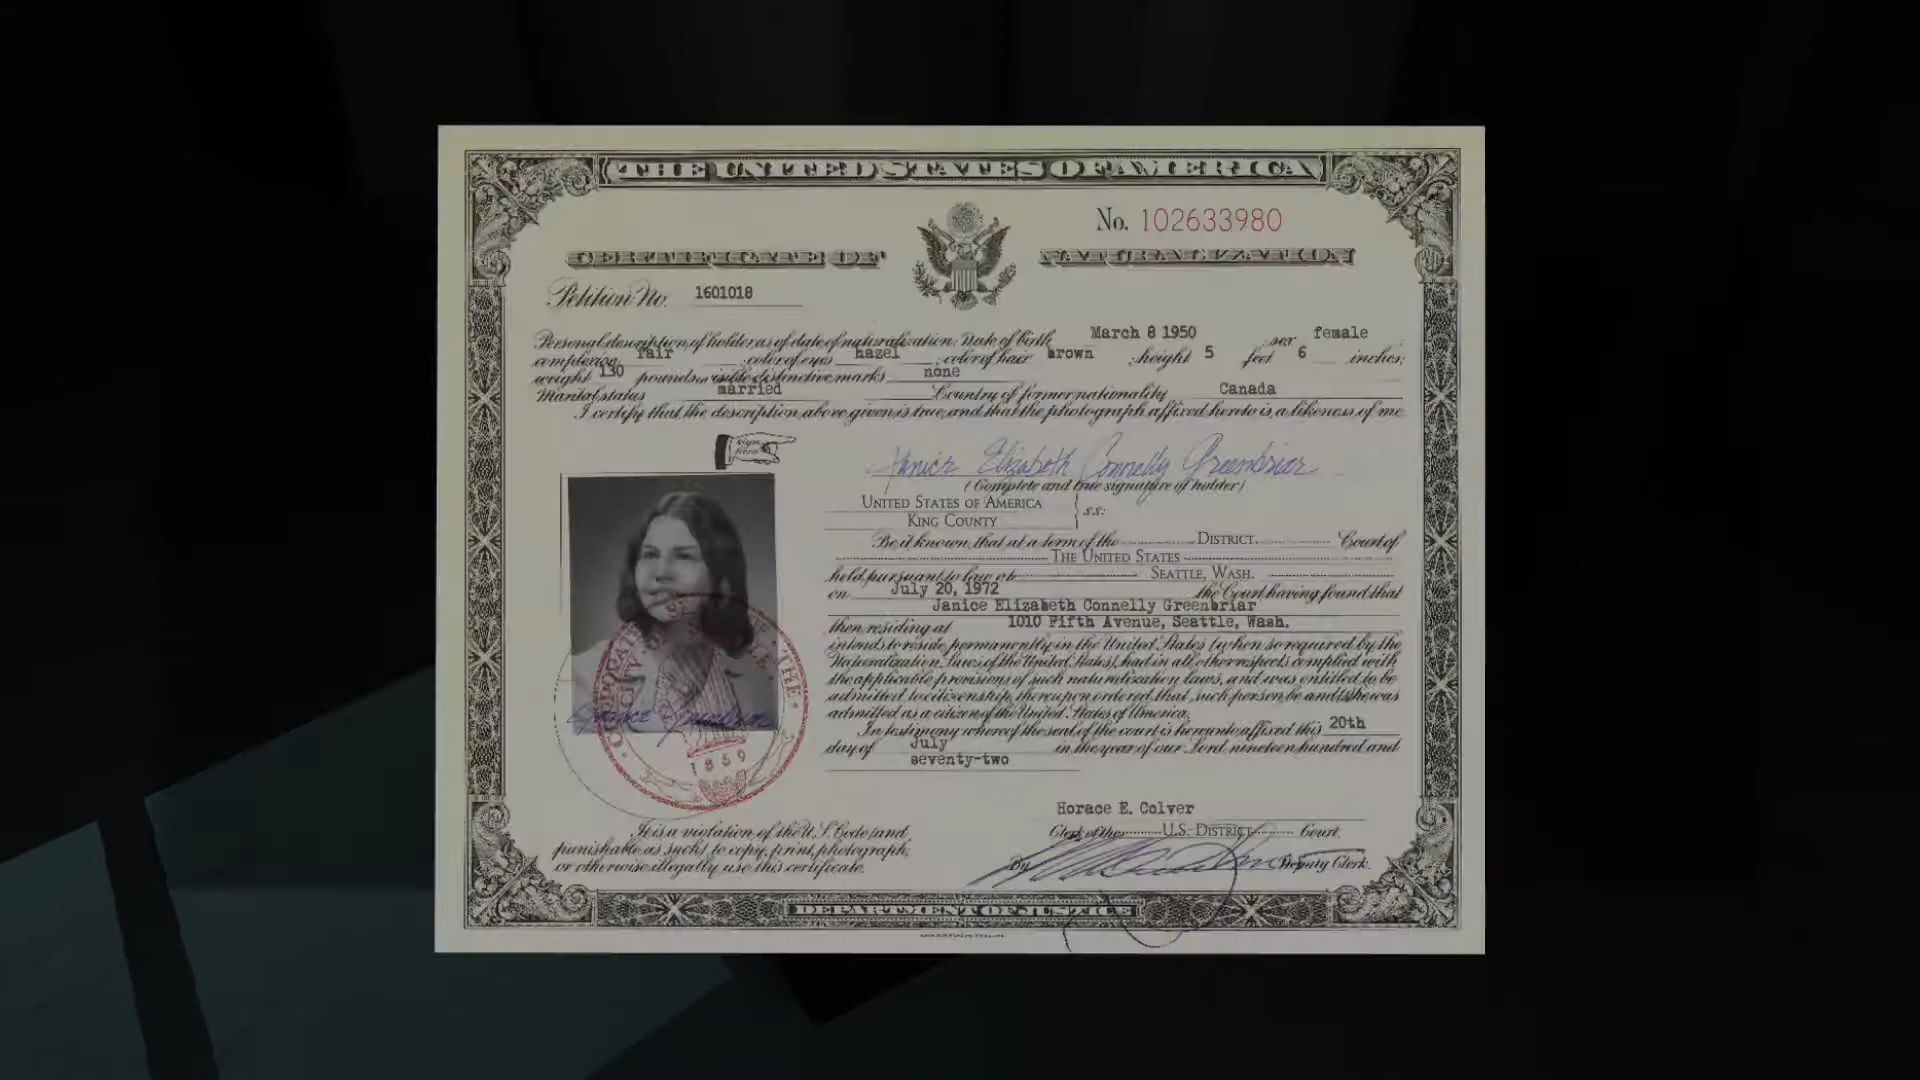 THE UNITED STATES OF AMERICA
No. 102633980
CERTIFICATE OF NATURALIZATION
Petition No. 1601018
Personal description of holder as of date of naturalization: Date of birth March 8 1950 sex female
complexion fair color of eyes hazel color of hair brown height 5 feet 6 inches;
weight 130 pounds; visible distinctive marks none
Marital status married Country of former nationality Canada
I certify that the description above given is true, and that the photograph affixed hereto is a likeness of me
sign here
Janice Elizabeth Connelly Greenbriar
(Complete and true signature of holder)
UNITED STATES OF AMERICA
KING COUNTY s.s:
Be it known, that at a term of the DISTRICT Court of
THE UNITED STATES
held pursuant to law at SEATTLE, WASH.
on July 20, 1972 the Court having found that
Janice Elizabeth Connelly Greenbriar
then residing at 1010 Fifth Avenue, Seattle, Wash.
intends to reside permanently in the United States (when so required by the
Naturalization Laws of the United States), had in all other respects complied with
the applicable provisions of such naturalization laws, and was entitled to be
admitted to citizenship, thereupon ordered that such person be and (s)he was
admitted as a citizen of the United States of America.
In testimony whereof the seal of the court is hereunto affixed this 20th
day of July in the year of our Lord nineteen hundred and
seventy-two
Janice Greenbriar
CORPORATE SEAL OF THE CITY OF
1859
It is a violation of the U.S. Code (and
punishable as such) to copy, print, photograph,
or otherwise illegally use this certificate.
Horace E. Colver
Clerk of the U.S. DISTRICT Court.
By Deputy Clerk.
DEPARTMENT OF JUSTICE